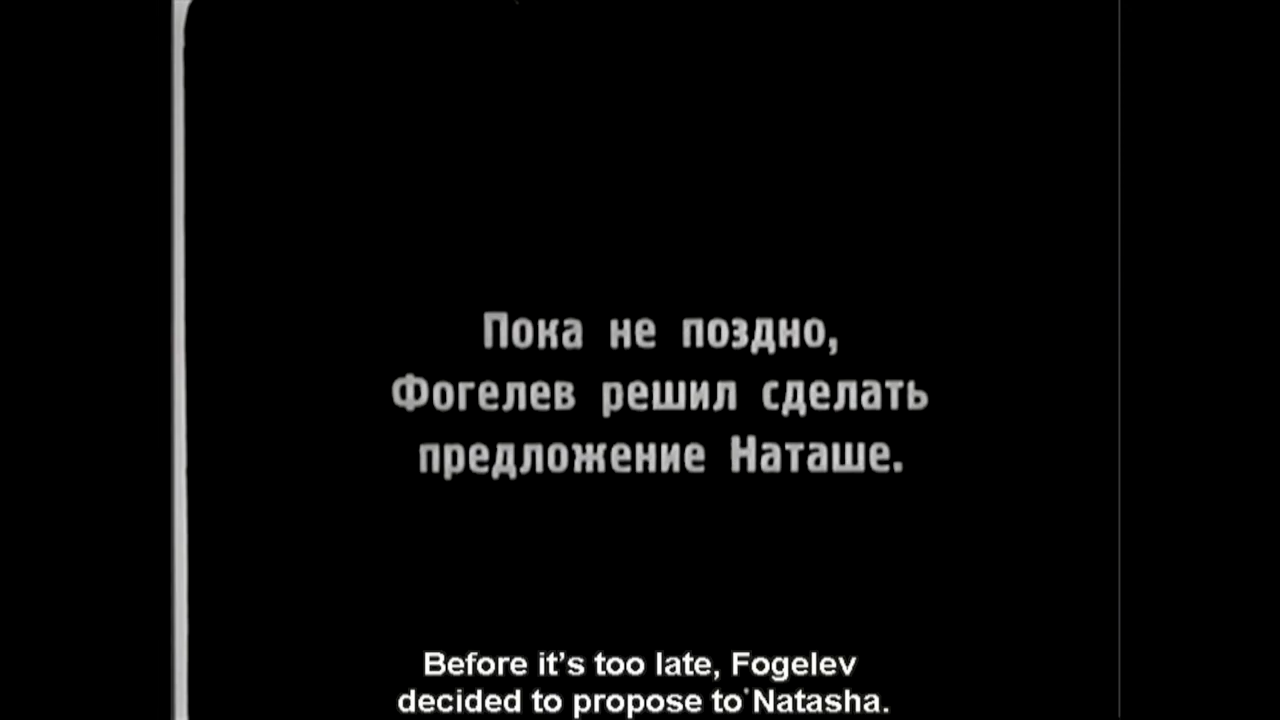 Пока не поздно,
Фогелев решил сделать
предложение Наташе.
Before it's too late, Fogelev
decided to propose to Natasha.